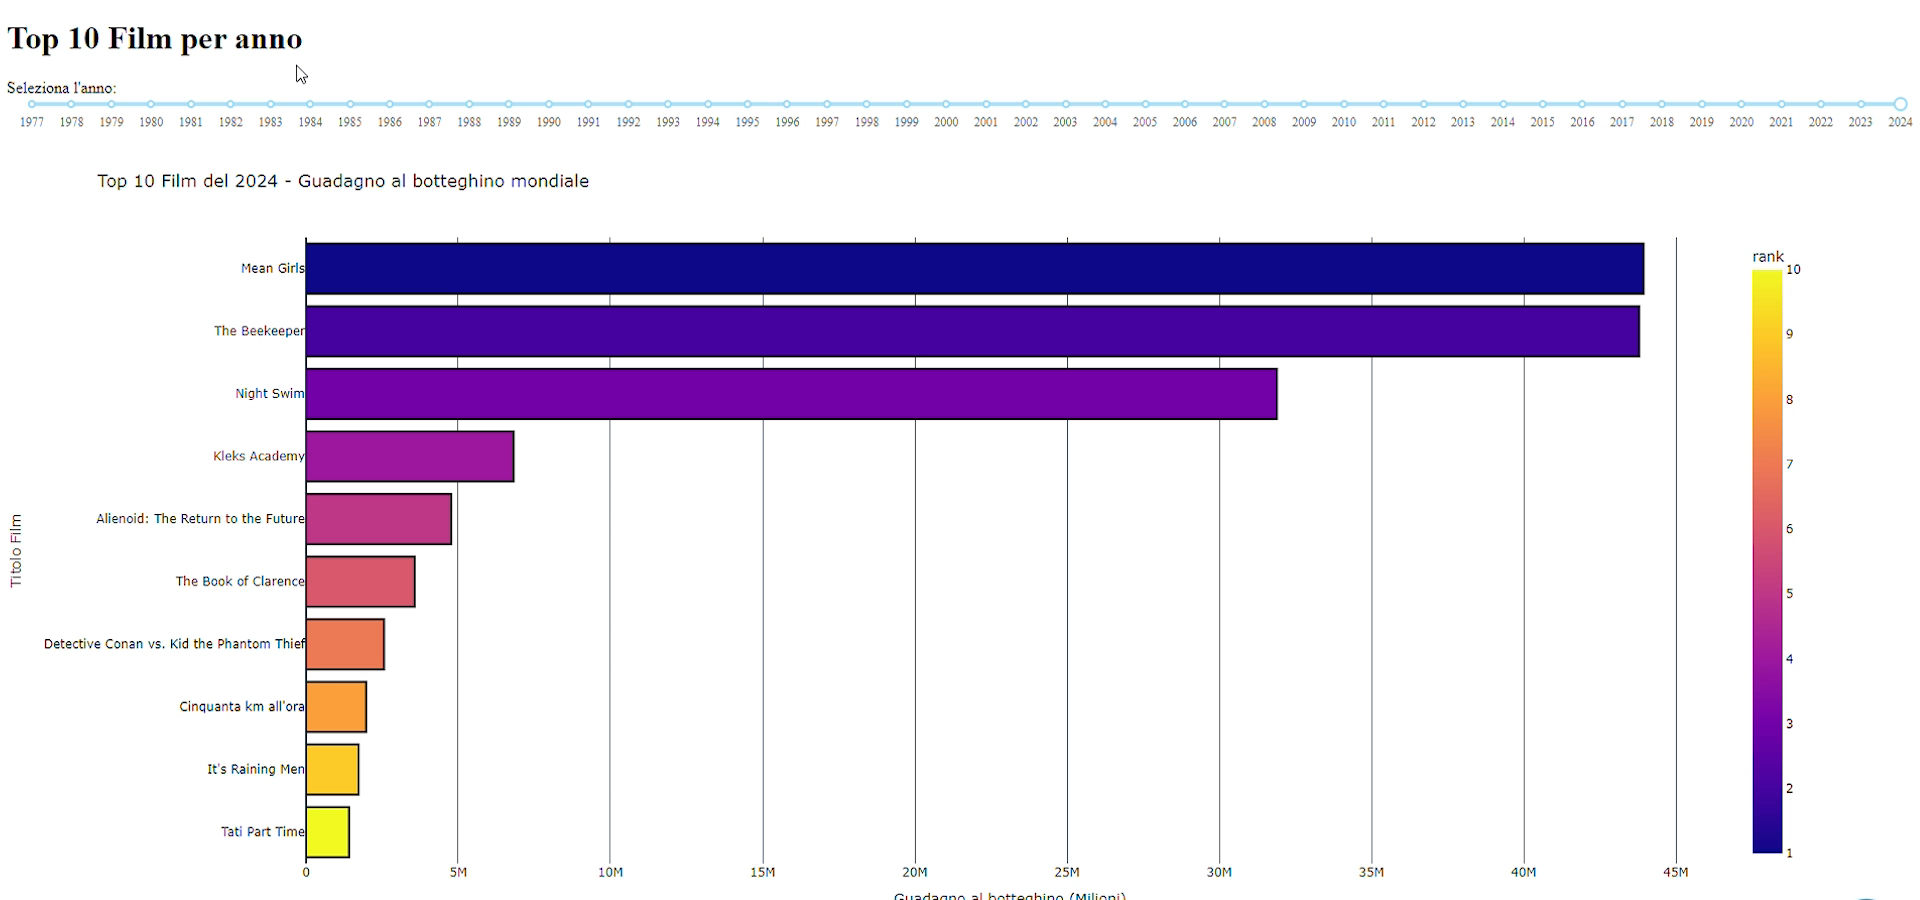 Top 10 Film per anno
Seleziona l'anno:
1977 1978 1979 1980 1981 1982 1983 1984 1985 1986 1987 1988 1989 1990 1991 1992 1993 1994 1995 1996 1997 1998 1999 2000 2001 2002 2003 2004 2005 2006 2007 2008 2009 2010 2011 2012 2013 2014 2015 2016 2017 2018 2019 2020 2021 2022 2023 2024
Top 10 Film del 2024 - Guadagno al botteghino mondiale
Titolo Film
Mean Girls
The Beekeeper
Night Swim
Kleks Academy
Alienoid: The Return to the Future
The Book of Clarence
Detective Conan vs. Kid the Phantom Thief
Cinquanta km all'ora
It's Raining Men
Tati Part Time
0 5M 10M 15M 20M 25M 30M 35M 40M 45M
Guadagno al botteghino (Milioni)
rank
10
9
8
7
6
5
4
3
2
1